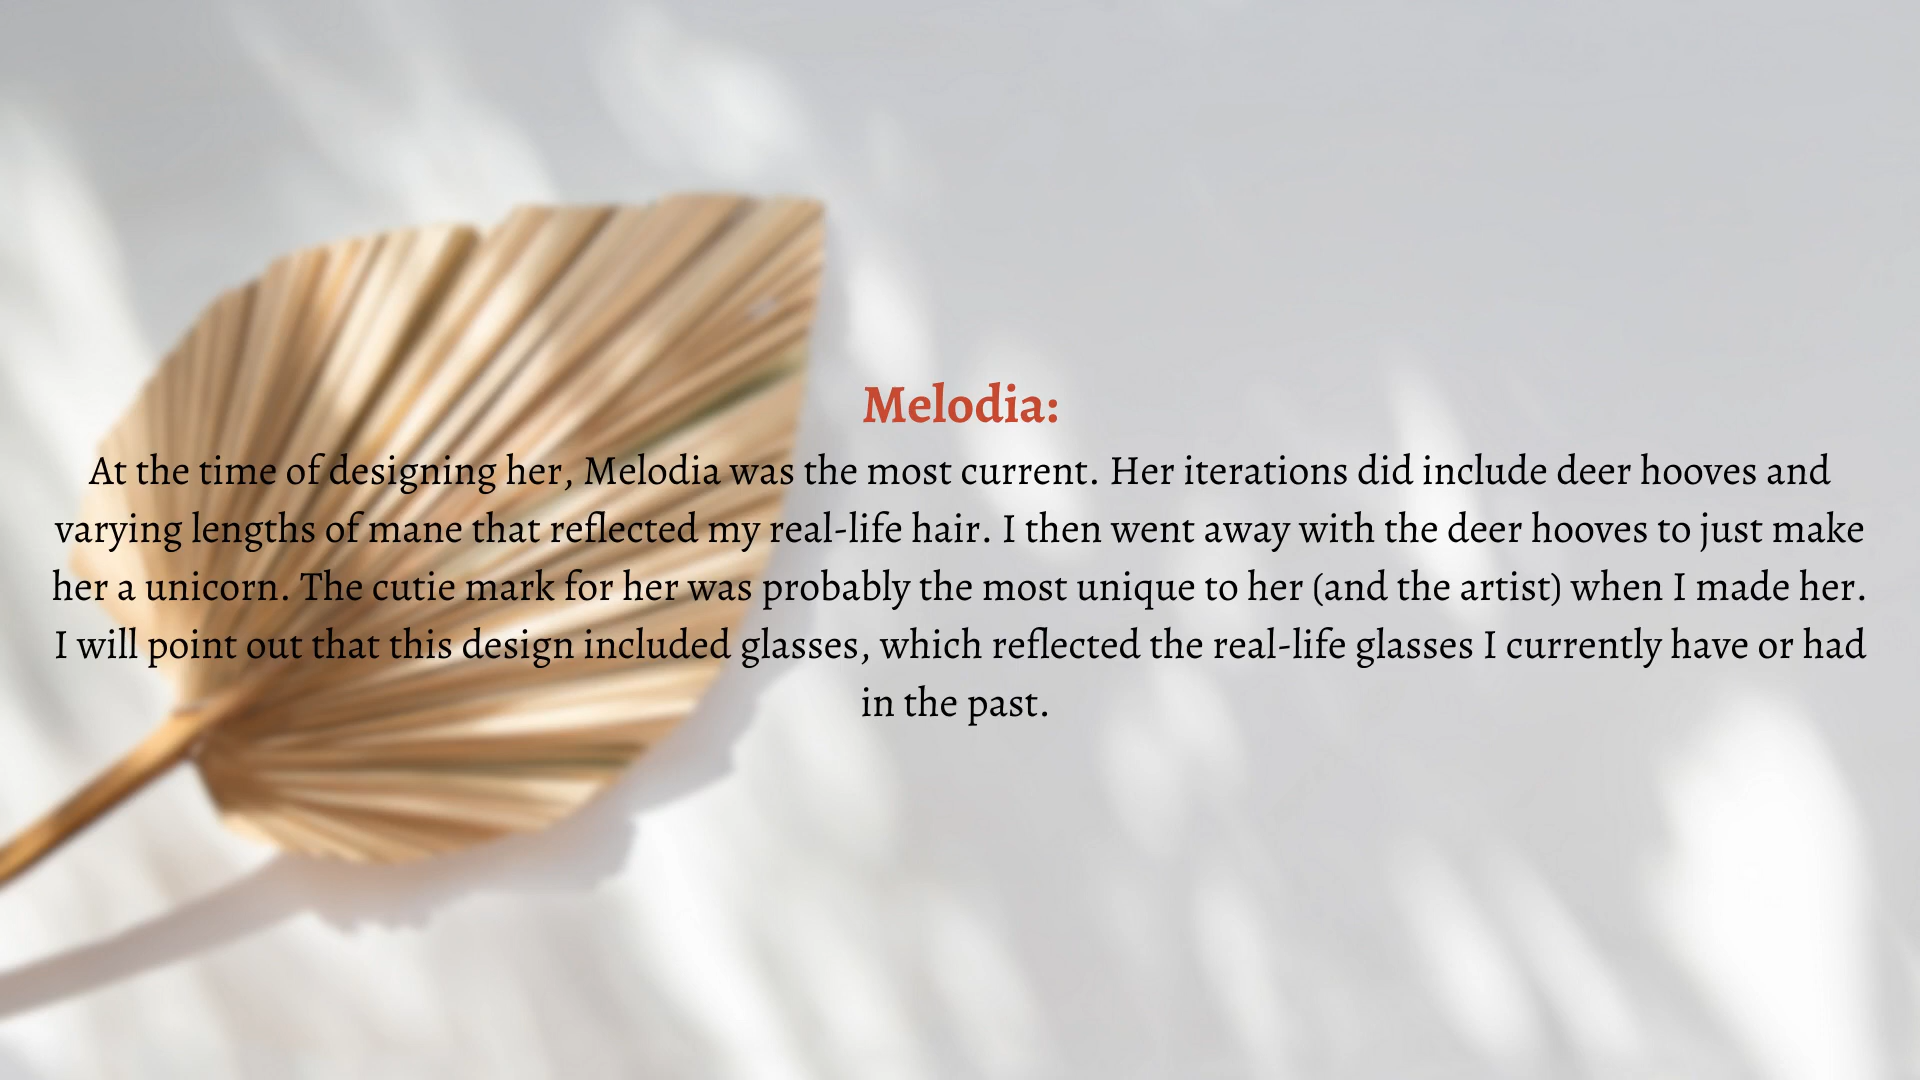 Melodia:
At the time of designing her, Melodia was the most current. Her iterations did include deer hooves and
varying lengths of mane that reflected my real-life hair. I then went away with the deer hooves to just make
her a unicorn. The cutie mark for her was probably the most unique to her (and the artist) when I made her.
I will point out that this design included glasses, which reflected the real-life glasses I currently have or had
in the past.